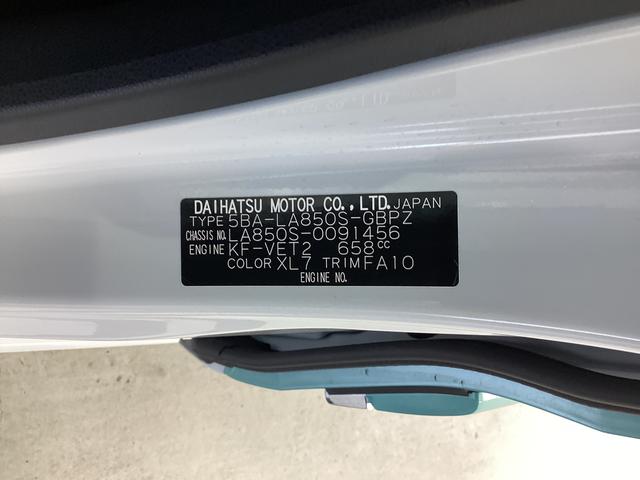 DAIHATSU MOTOR CO.,LTD. JAPAN
TYPE 5BA-LA850S-GBPZ
CHASSIS NO. LA850S-0091456
ENGINE KF-VET2 658cc
COLOR XL7 TRIM FA10
ENGINE NO.